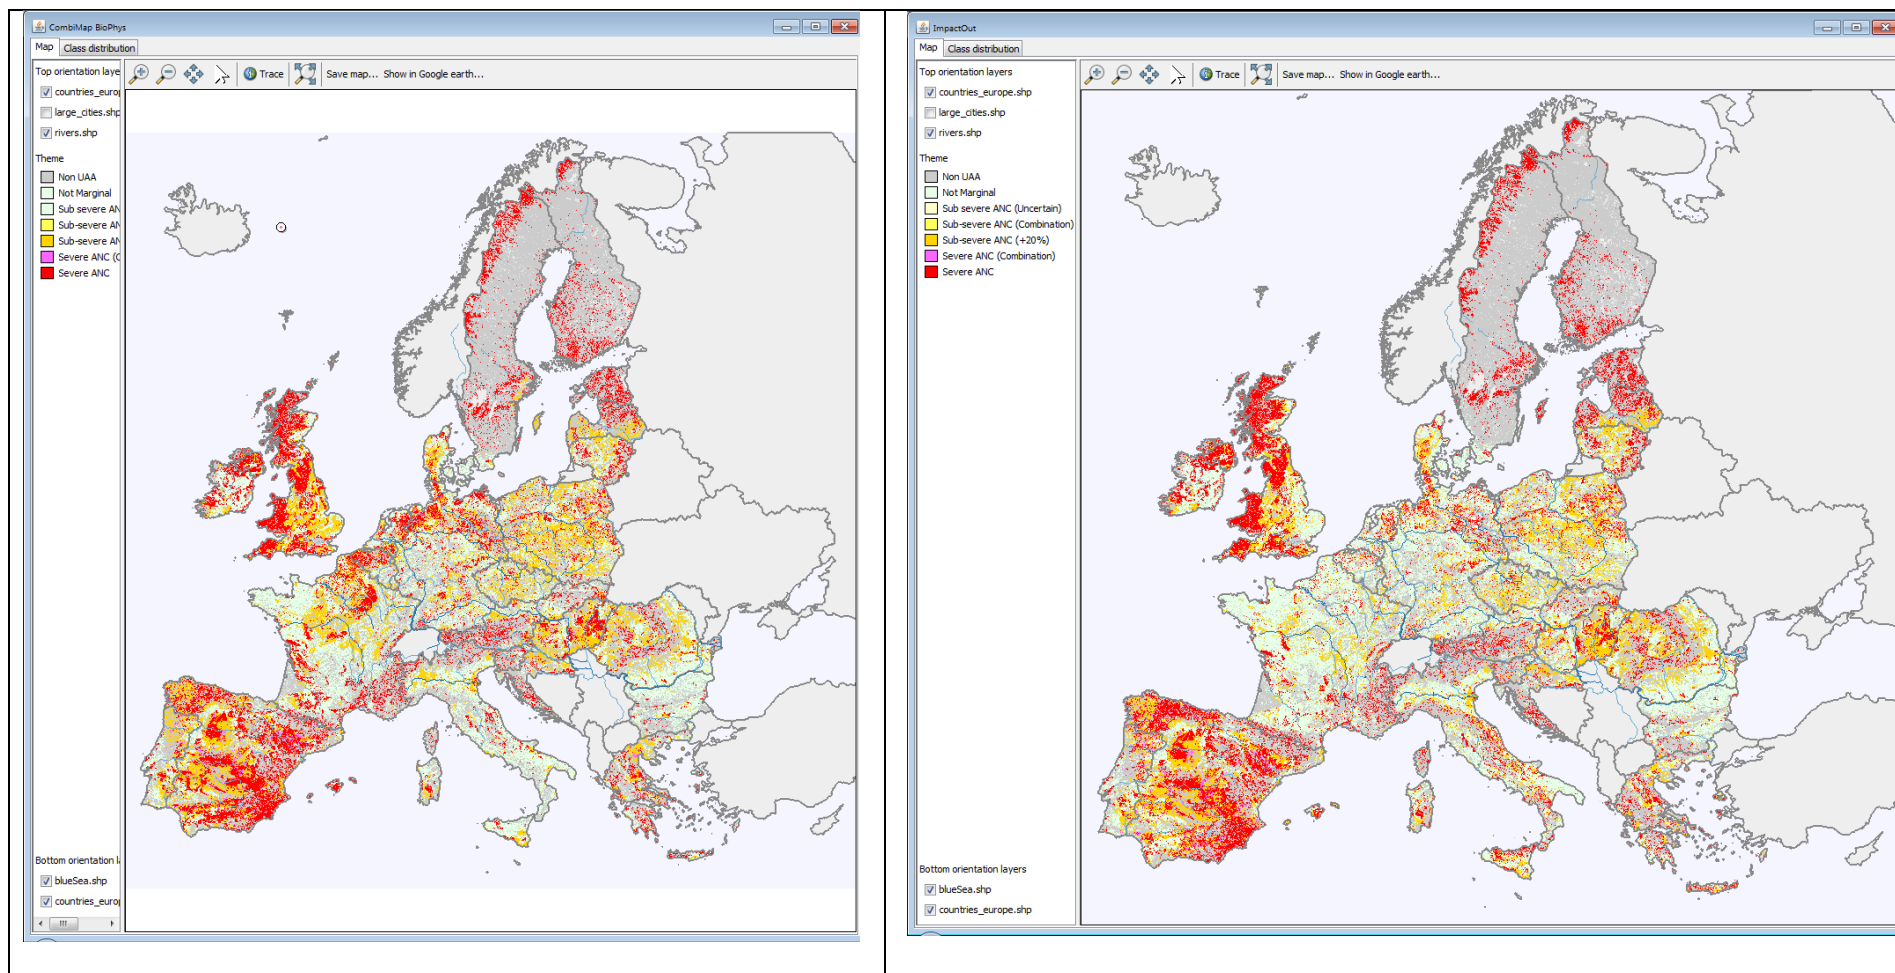 CombiMap BioPhys
Map Class distribution
Top orientation laye
countries_europ
large_cities.shp
rivers.shp
Theme
Non UAA
Not Marginal
Sub severe AN
Sub-severe AN
Sub-severe AN
Severe ANC (C
Severe ANC
Bottom orientation la
blueSea.shp
countries_europ
Trace Save map... Show in Google earth...
ImpactOut
Map Class distribution
Top orientation layers
countries_europe.shp
large_cities.shp
rivers.shp
Theme
Non UAA
Not Marginal
Sub severe ANC (Uncertain)
Sub-severe ANC (Combination)
Sub-severe ANC (+20%)
Severe ANC (Combination)
Severe ANC
Bottom orientation layers
blueSea.shp
countries_europe.shp
Trace Save map... Show in Google earth...